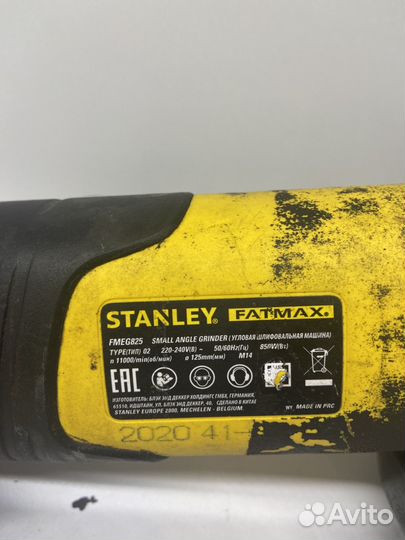 STANLEY FATMAX.
FMEG825 SMALL ANGLE GRINDER (УГЛОВАЯ ШЛИФОВАЛЬНАЯ МАШИНА)
TYPE(ТИП) 02 220-240V(В) ~ 50/60Hz(Гц) 850W(Вт)
n 11000/min(об/мин) ø 125mm(мм) M14
EAC
ИЗГОТОВИТЕЛЬ: БЛЭК ЭНД ДЕККЕР ХОЛДИНГС ГМБХ, ГЕРМАНИЯ,
65510, ИДШТАЙН, УЛ. БЛЭК ЭНД ДЕККЕР, 40. СДЕЛАНО В КИТАЕ
STANLEY EUROPE 2800, MECHELEN - BELGIUM.
WY MADE IN PRC
2020 41-
Avito